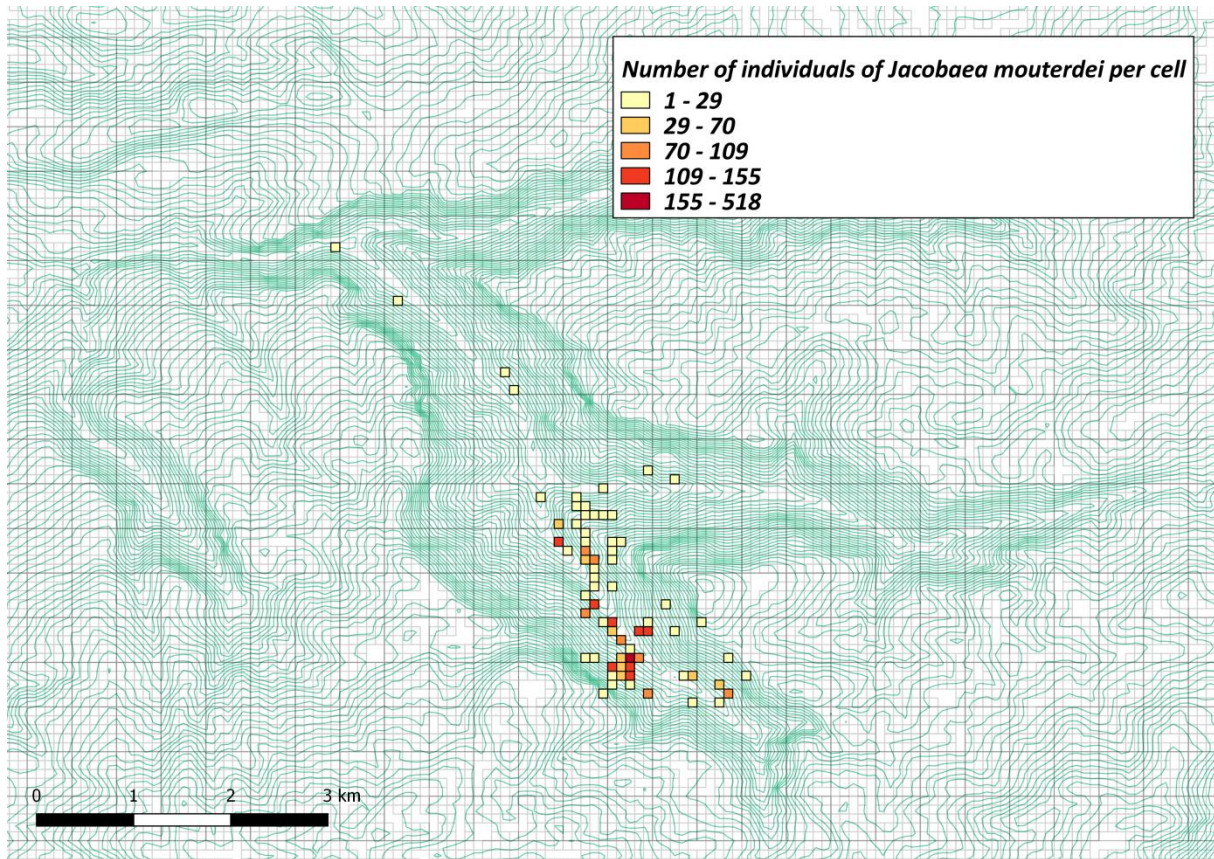 Number of individuals of Jacobaea mouterdei per cell
1 - 29
29 - 70
70 - 109
109 - 155
155 - 518
0 1 2 3 km